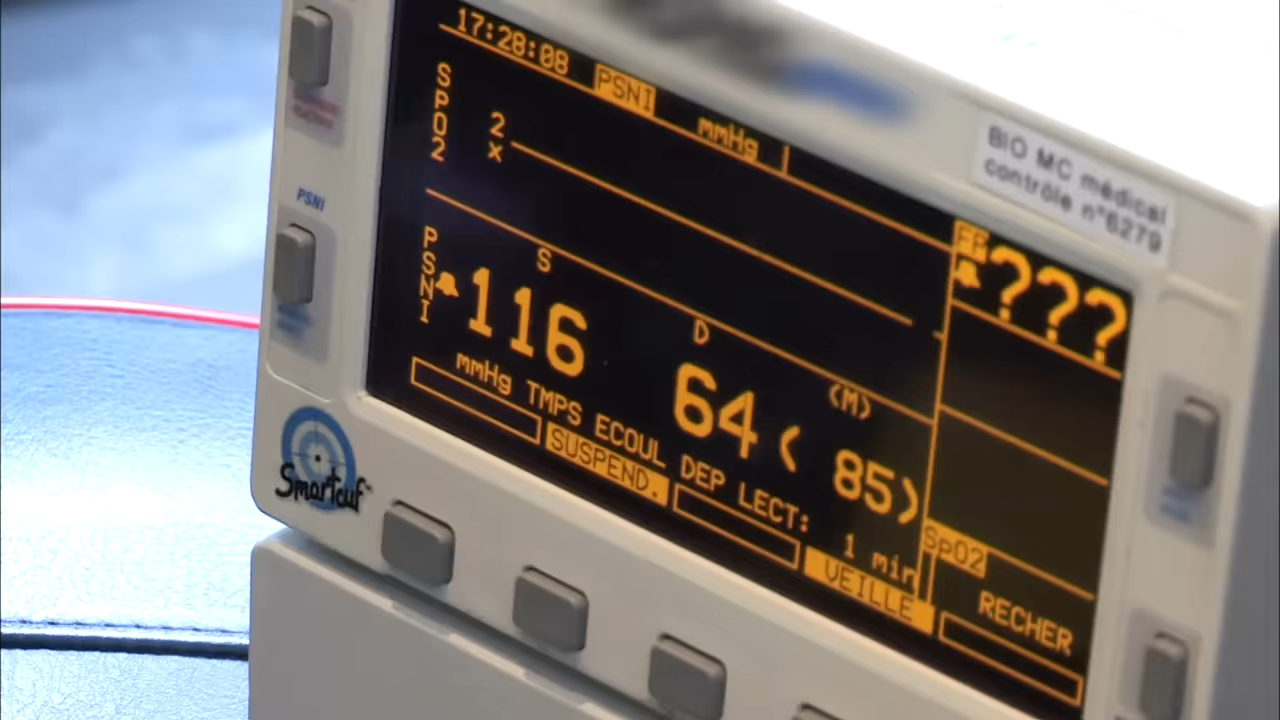 17:28:08 PSNI mmHg
SPO2
2
x
PSNI
S
116
D
64
(M)
( 85)
mmHg TMPS ECOUL DEP LECT: 1 min
SUSPEND.
VEILLE
FR
???
SpO2
RECHER
BIO MC médical
contrôle n°6279
PSNI
Smartcuf